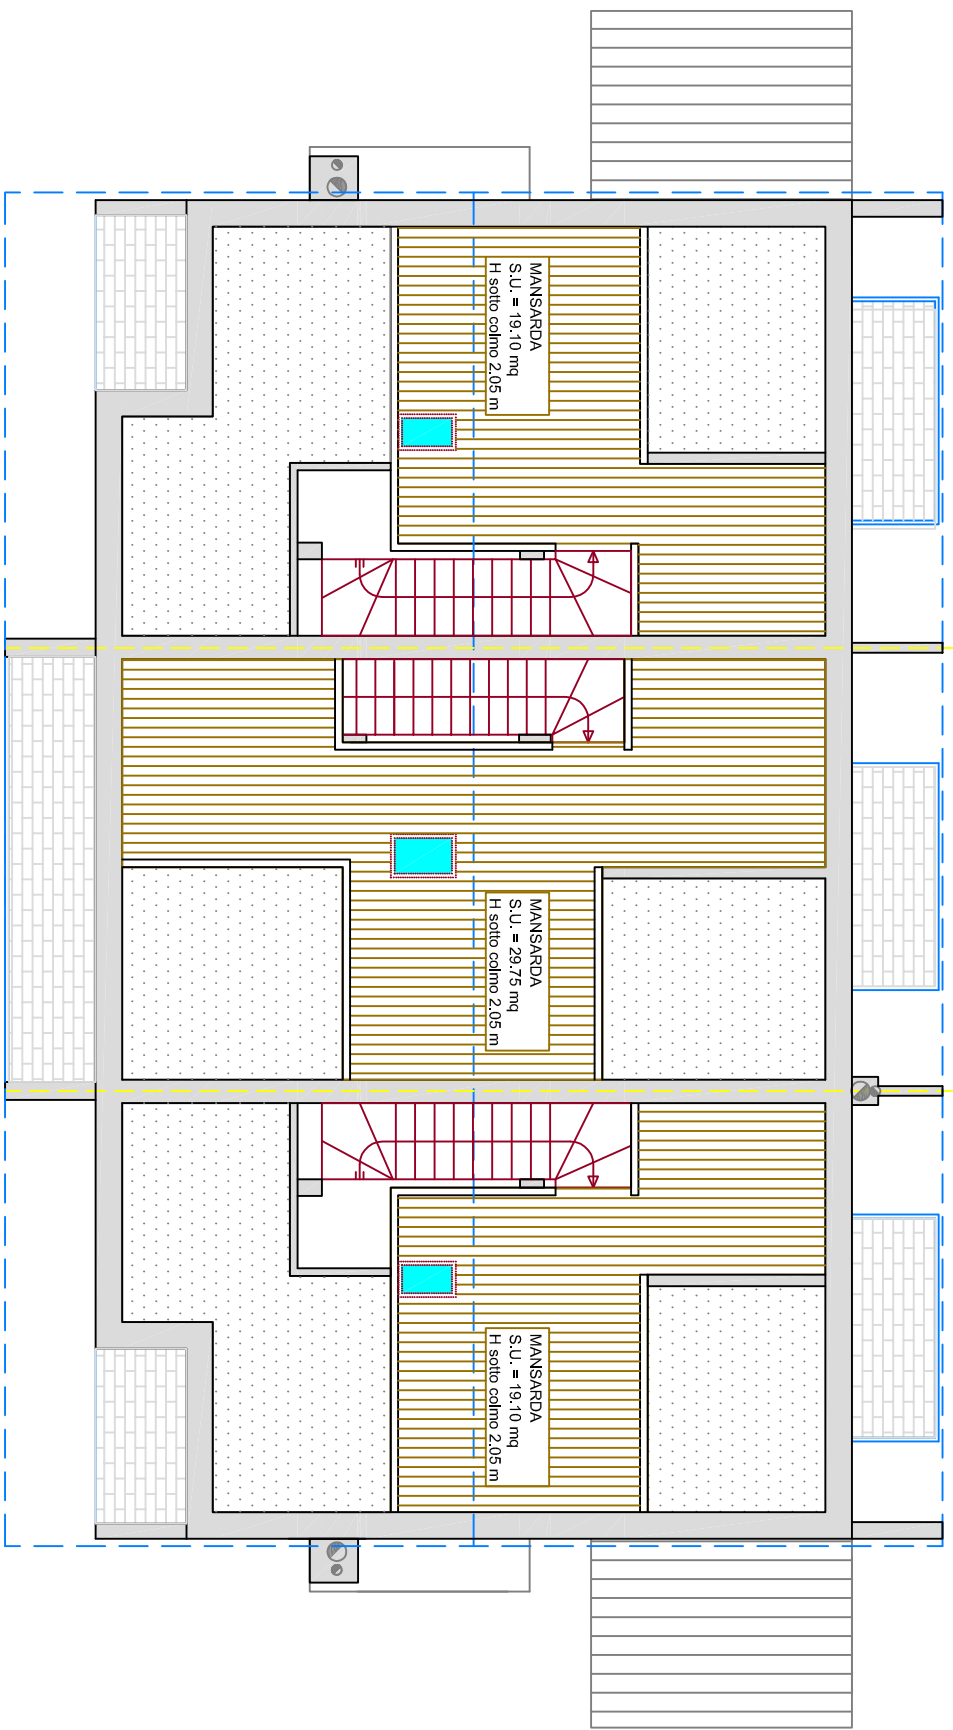 MANSARDA
S.U. = 19.10 mq
H sotto colmo 2.05 m
MANSARDA
S.U. = 29.75 mq
H sotto colmo 2.05 m
MANSARDA
S.U. = 19.10 mq
H sotto colmo 2.05 m